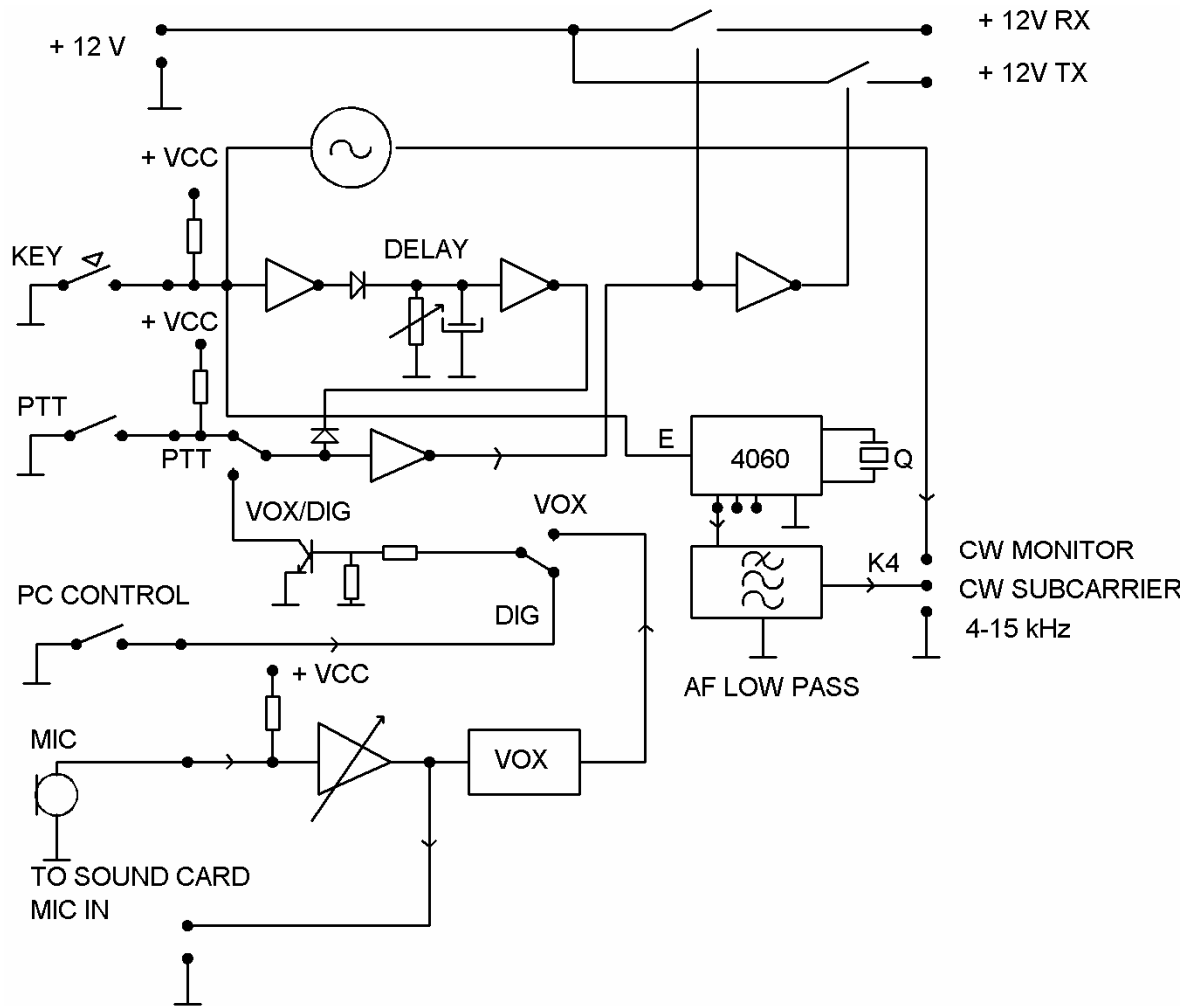 + 12V RX
+ 12 V
+ 12V TX
+ VCC
KEY
DELAY
+ VCC
PTT
PTT
E
4060
Q
VOX/DIG
VOX
K4
CW MONITOR
PC CONTROL
CW SUBCARRIER
DIG
4-15 kHz
+ VCC
AF LOW PASS
MIC
VOX
TO SOUND CARD
MIC IN